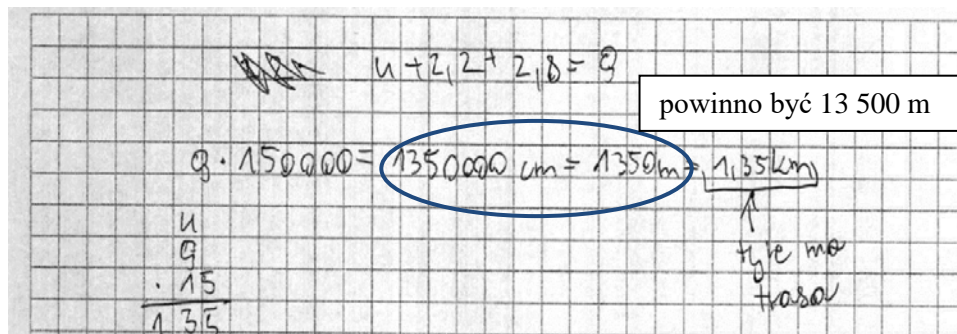 4 + 2,2 + 2,8 = 9
powinno być 13 500 m
9 · 150000 = 1350000 cm = 1350 m = 1,35 km
4
9
· 15
135
↑
tyle ma
trasa